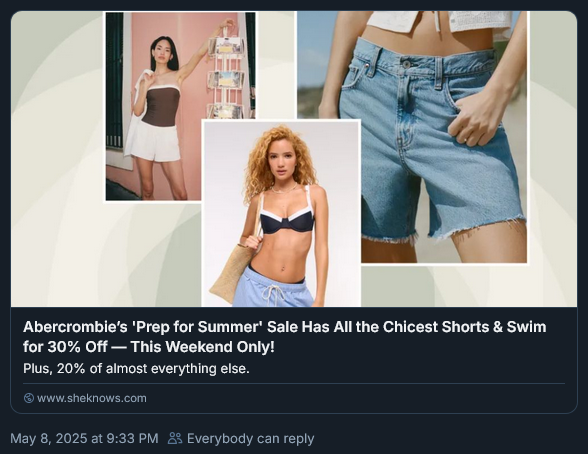 Abercrombie's 'Prep for Summer' Sale Has All the Chicest Shorts & Swim
for 30% Off — This Weekend Only!
Plus, 20% of almost everything else.
www.sheknows.com
May 8, 2025 at 9:33 PM Everybody can reply